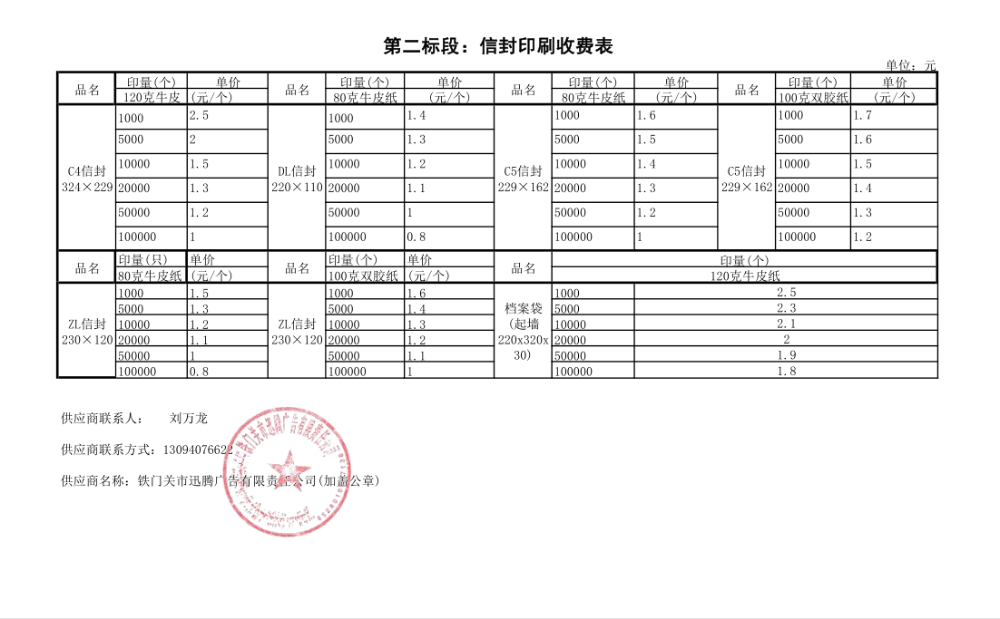 第二标段：信封印刷收费表
单位：元
品名 印量(个) 单价 品名 印量(个) 单价 品名 印量(个) 单价 品名 印量(个) 单价
120克牛皮 (元/个) 80克牛皮纸 (元/个) 80克牛皮纸 (元/个) 100克双胶纸 (元/个)
C4信封 324×229 DL信封 220×110 C5信封 229×162 C5信封 229×162
1000 2.5 1000 1.4 1000 1.6 1000 1.7
5000 2 5000 1.3 5000 1.5 5000 1.6
10000 1.5 10000 1.2 10000 1.4 10000 1.5
20000 1.3 20000 1.1 20000 1.3 20000 1.4
50000 1.2 50000 1 50000 1.2 50000 1.3
100000 1 100000 0.8 100000 1 100000 1.2
品名 印量(只) 单价 品名 印量(个) 单价 品名 印量(个)
80克牛皮纸 (元/个) 100克双胶纸 (元/个) 120克牛皮纸
ZL信封 230×120 ZL信封 230×120 档案袋 (起墙 220x320x 30)
1000 1.5 1000 1.6 1000 2.5
5000 1.3 5000 1.4 5000 2.3
10000 1.2 10000 1.3 10000 2.1
20000 1.1 20000 1.2 20000 2
50000 1 50000 1.1 50000 1.9
100000 0.8 100000 1 100000 1.8
供应商联系人： 刘万龙
供应商联系方式：13094076622
供应商名称：铁门关市迅腾广告有限责任公司(加盖公章)
铁门关市迅腾广告有限责任公司